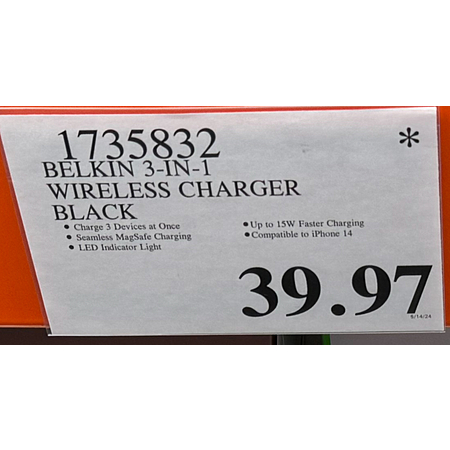 1735832 *
BELKIN 3-IN-1
WIRELESS CHARGER
BLACK
• Charge 3 Devices at Once
• Seamless MagSafe Charging
• LED Indicator Light
• Up to 15W Faster Charging
• Compatible to iPhone 14
39.97
6/14/24